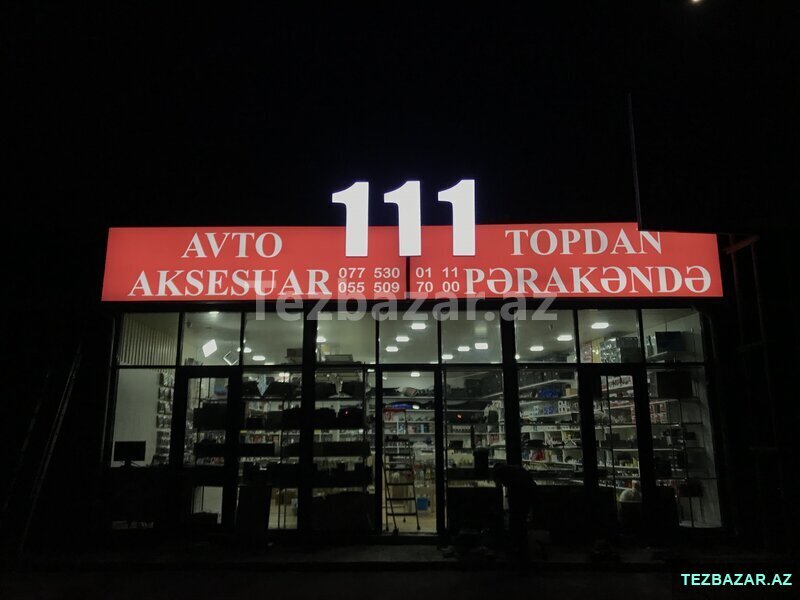 111
AVTO
AKSESUAR
077 530 01 11
055 509 70 00
TOPDAN
PƏRAKƏNDƏ
Tezbazar.az
TEZBAZAR.AZ